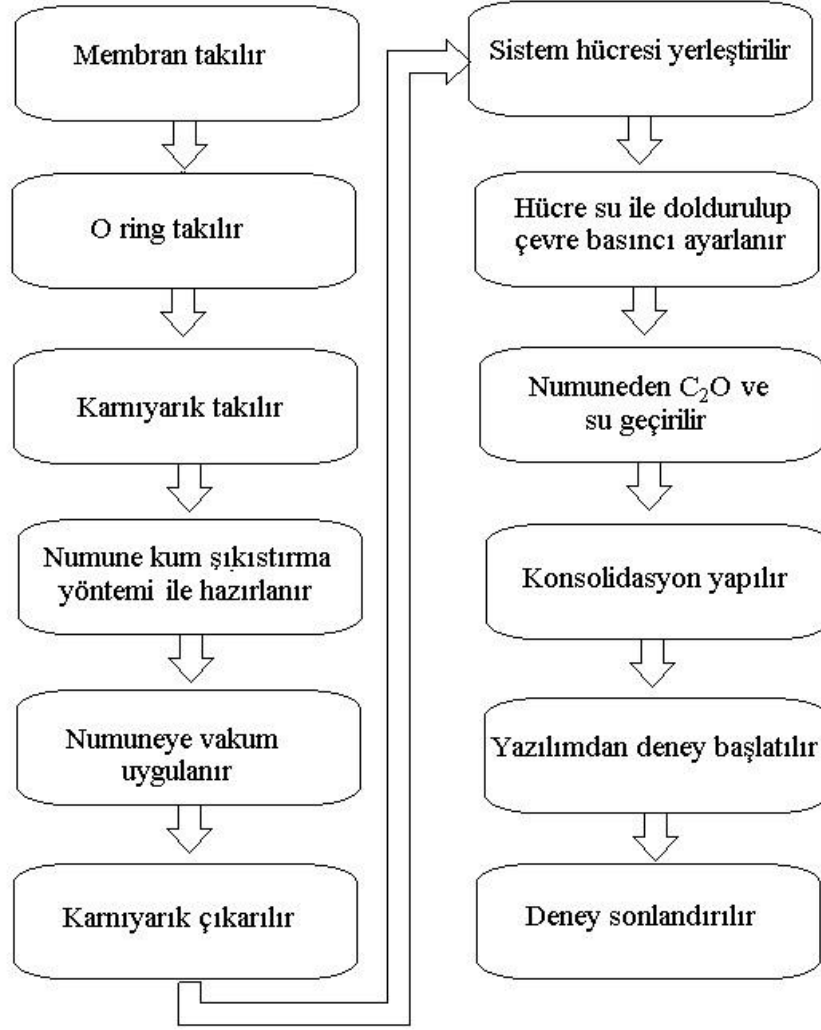 Membran takılır
O ring takılır
Karnıyarık takılır
Numune kum şıkıstırma
yöntemi ile hazırlanır
Numuneye vakum
uygulanır
Karnıyarık çıkarılır
Sistem hücresi yerleştirilir
Hücre su ile doldurulup
çevre basıncı ayarlanır
Numuneden C₂O ve
su geçirilir
Konsolidasyon yapılır
Yazılımdan deney başlatılır
Deney sonlandırılır